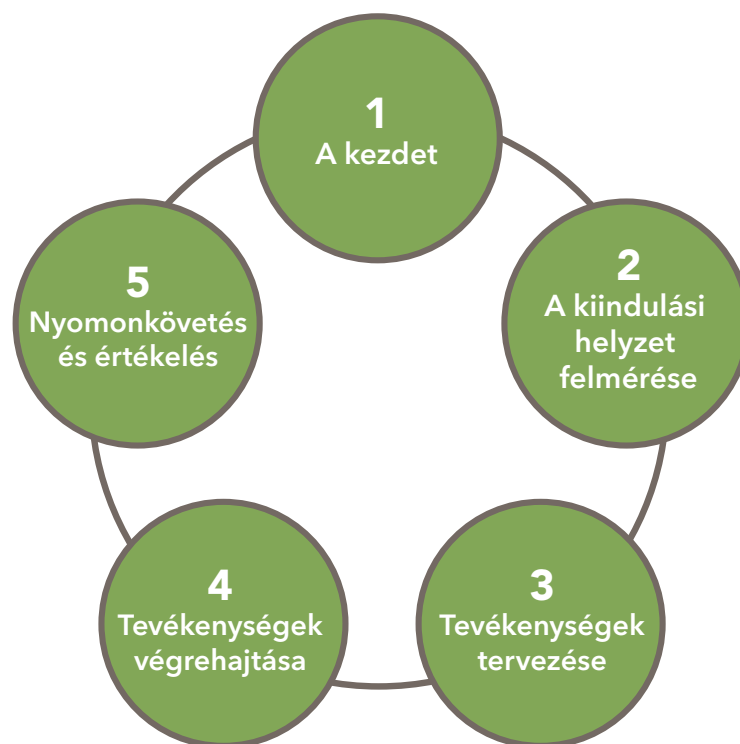 1
A kezdet
2
A kiindulási
helyzet
felmérése
3
Tevékenységek
tervezése
4
Tevékenységek
végrehajtása
5
Nyomonkövetés
és értékelés